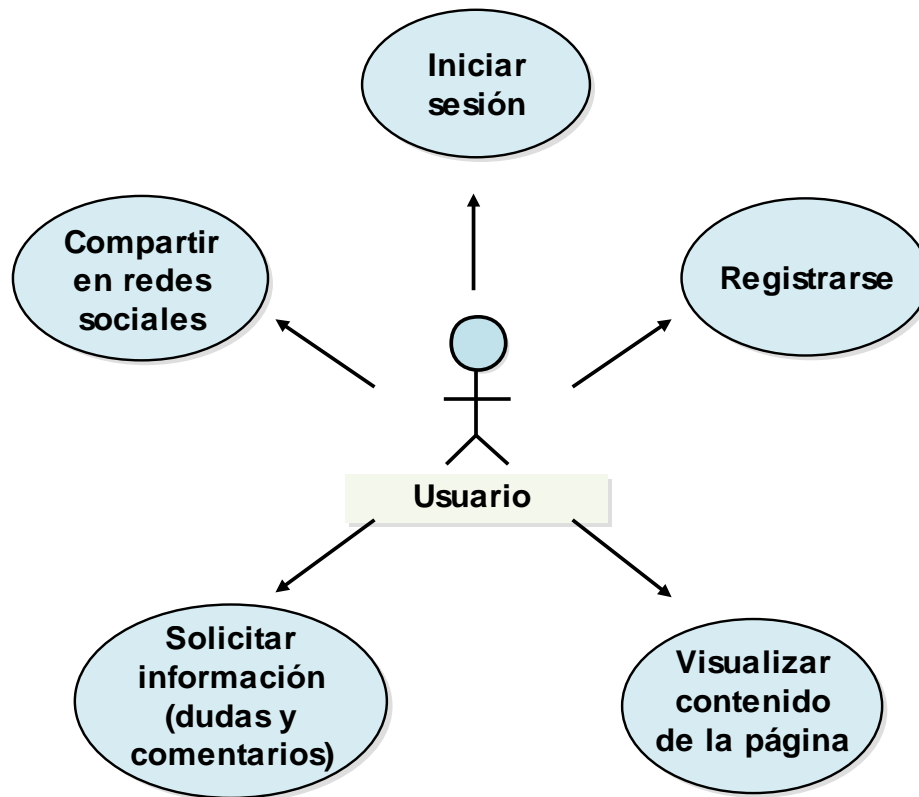 Iniciar
sesión
Compartir
en redes
sociales
Registrarse
Usuario
Solicitar
información
(dudas y
comentarios)
Visualizar
contenido
de la página